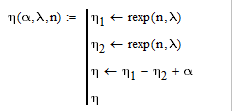 η(α,λ,n) := η₁ ← rexp(n,λ)
η₂ ← rexp(n,λ)
η ← η₁ − η₂ + α
η